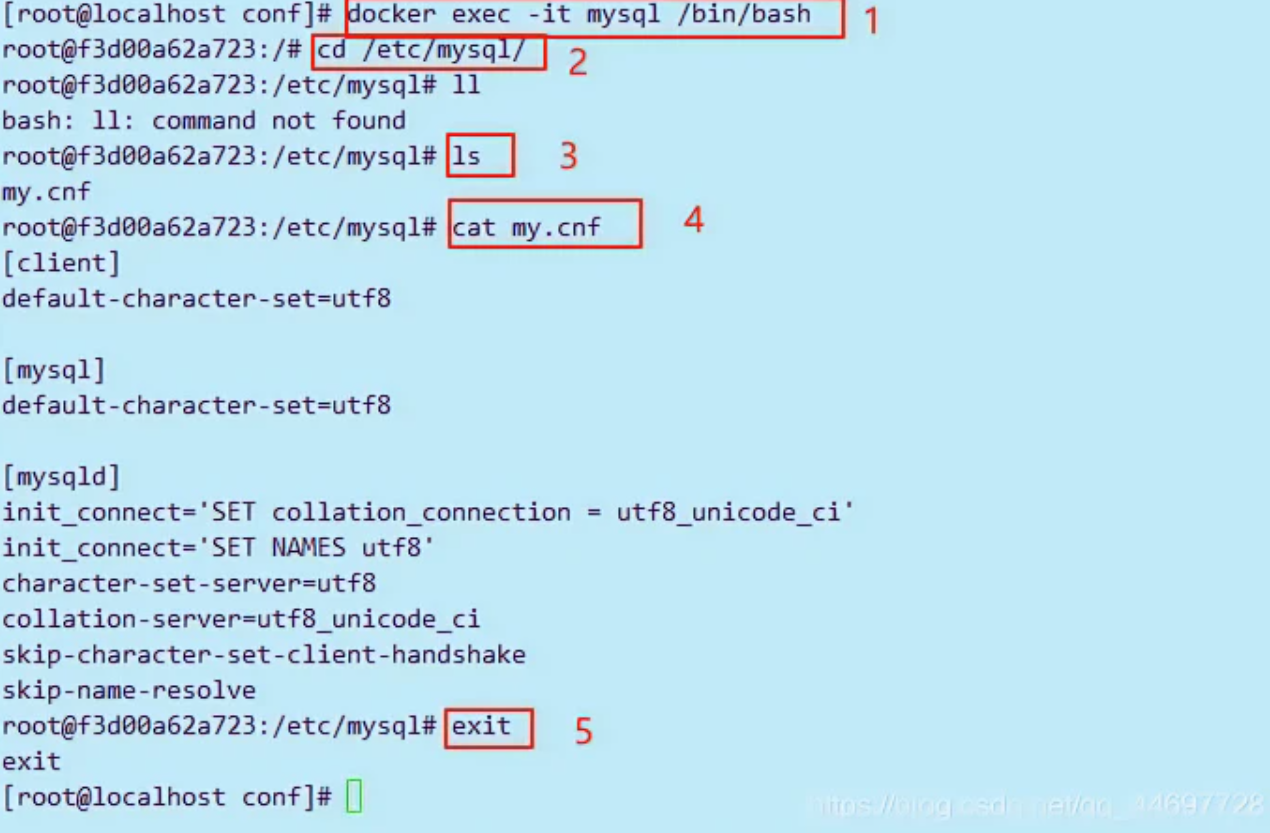 [root@localhost conf]# docker exec -it mysql /bin/bash 1
root@f3d00a62a723:/# cd /etc/mysql/ 2
root@f3d00a62a723:/etc/mysql# ll
bash: ll: command not found
root@f3d00a62a723:/etc/mysql# ls 3
my.cnf
root@f3d00a62a723:/etc/mysql# cat my.cnf 4
[client]
default-character-set=utf8

[mysql]
default-character-set=utf8

[mysqld]
init_connect='SET collation_connection = utf8_unicode_ci'
init_connect='SET NAMES utf8'
character-set-server=utf8
collation-server=utf8_unicode_ci
skip-character-set-client-handshake
skip-name-resolve
root@f3d00a62a723:/etc/mysql# exit 5
exit
[root@localhost conf]#
https://blog.csdn.net/qq_44697728